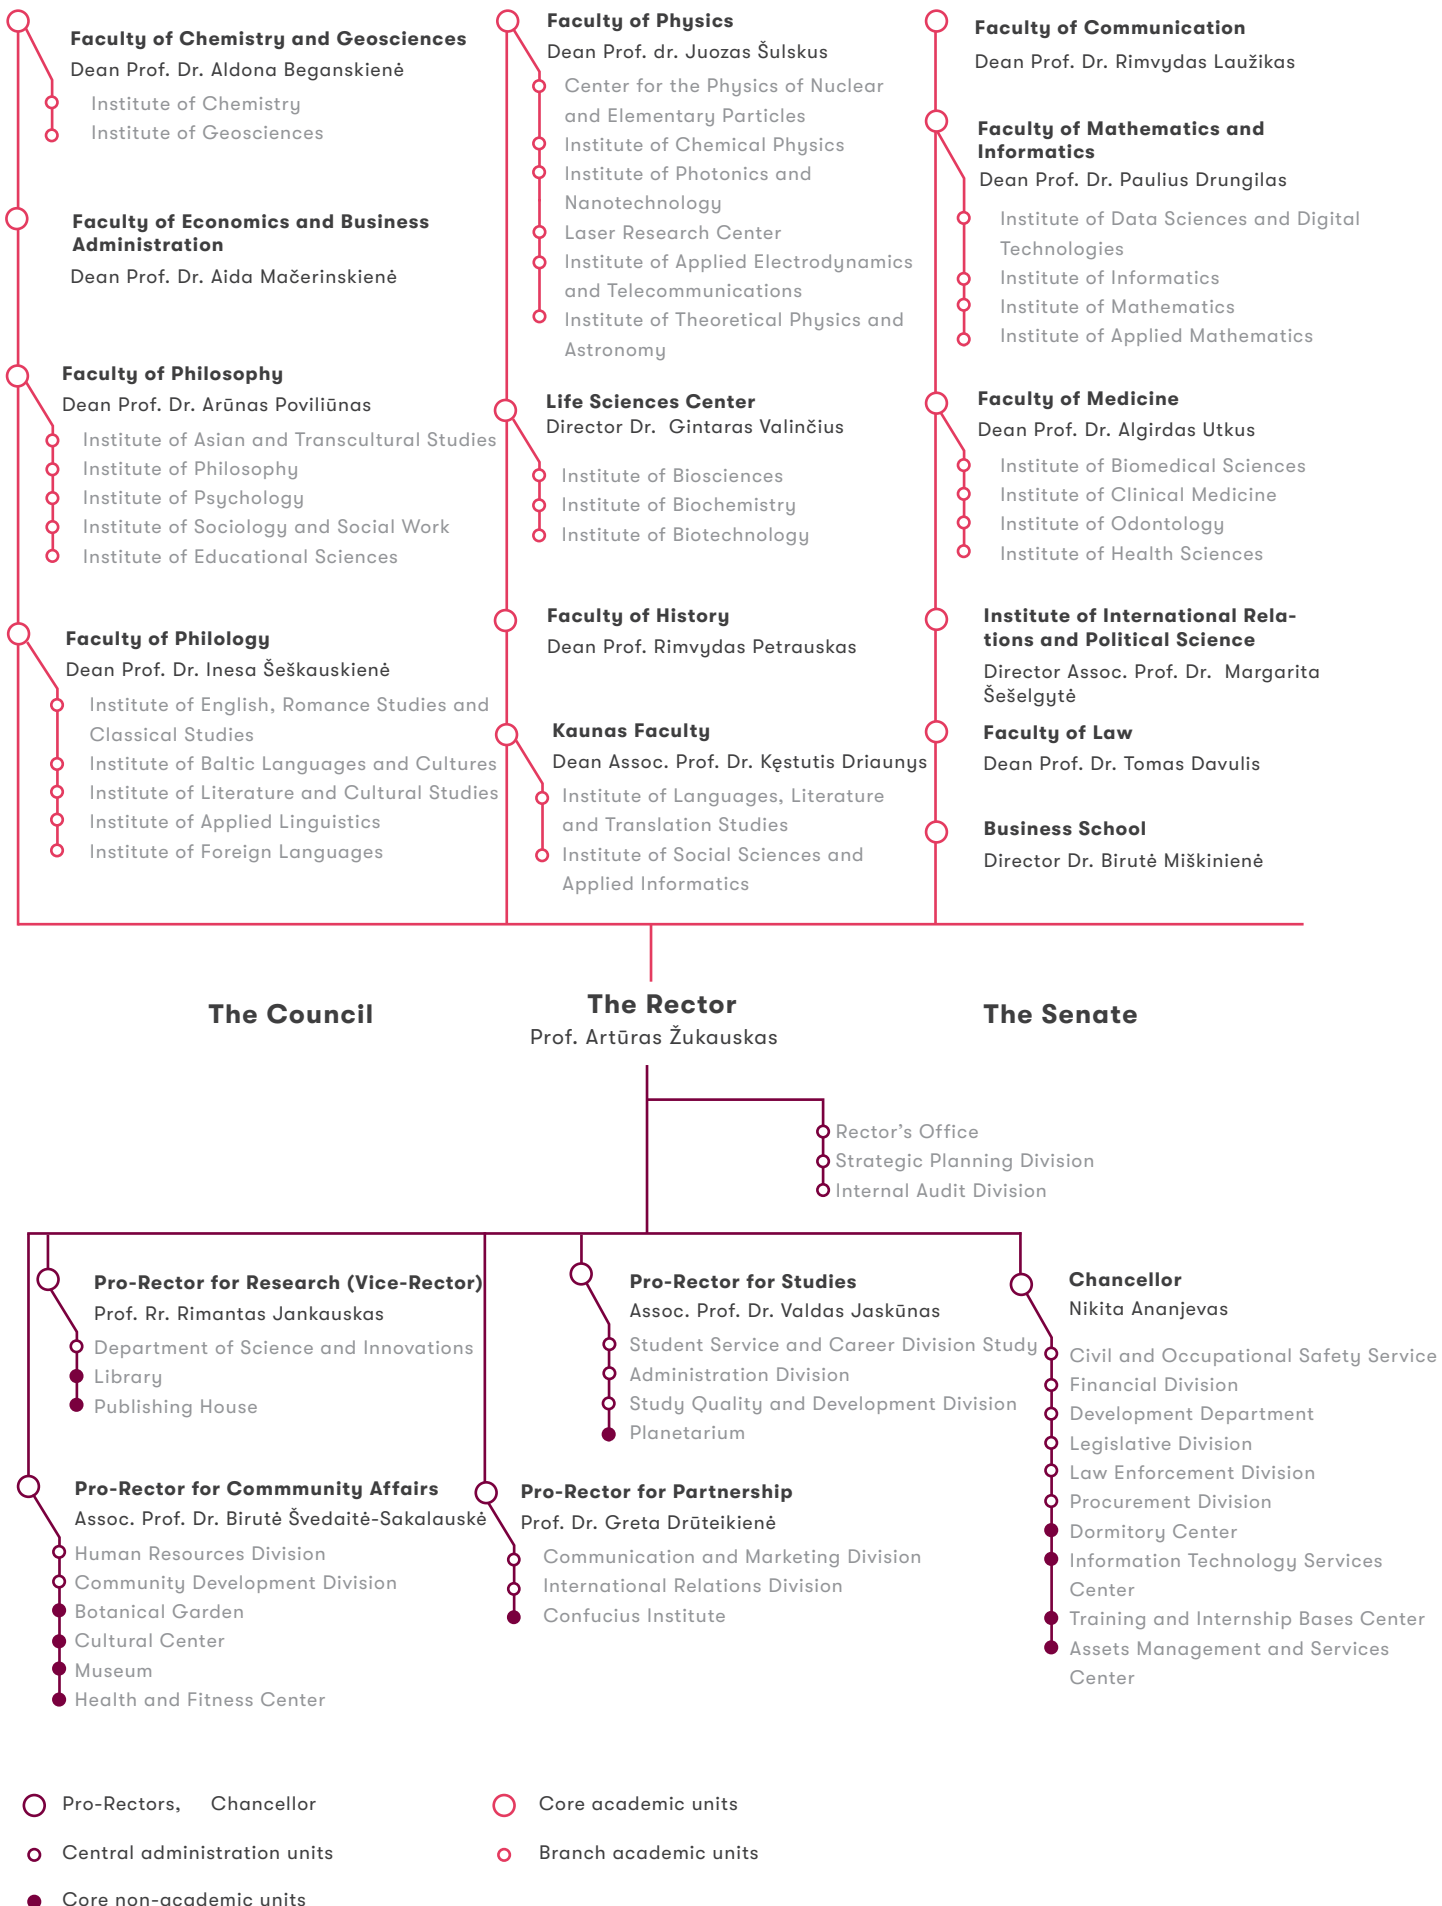 Faculty of Chemistry and Geosciences
Dean Prof. Dr. Aldona Beganskienė
Institute of Chemistry
Institute of Geosciences
Faculty of Economics and Business
Administration
Dean Prof. Dr. Aida Mačerinskienė
Faculty of Philosophy
Dean Prof. Dr. Arūnas Poviliūnas
Institute of Asian and Transcultural Studies
Institute of Philosophy
Institute of Psychology
Institute of Sociology and Social Work
Institute of Educational Sciences
Faculty of Philology
Dean Prof. Dr. Inesa Šeškauskienė
Institute of English, Romance Studies and
Classical Studies
Institute of Baltic Languages and Cultures
Institute of Literature and Cultural Studies
Institute of Applied Linguistics
Institute of Foreign Languages
Faculty of Physics
Dean Prof. dr. Juozas Šulskus
Center for the Physics of Nuclear
and Elementary Particles
Institute of Chemical Physics
Institute of Photonics and
Nanotechnology
Laser Research Center
Institute of Applied Electrodynamics
and Telecommunications
Institute of Theoretical Physics and
Astronomy
Life Sciences Center
Director Dr. Gintaras Valinčius
Institute of Biosciences
Institute of Biochemistry
Institute of Biotechnology
Faculty of History
Dean Prof. Rimvydas Petrauskas
Kaunas Faculty
Dean Assoc. Prof. Dr. Kęstutis Driaunys
Institute of Languages, Literature
and Translation Studies
Institute of Social Sciences and
Applied Informatics
Faculty of Communication
Dean Prof. Dr. Rimvydas Laužikas
Faculty of Mathematics and
Informatics
Dean Prof. Dr. Paulius Drungilas
Institute of Data Sciences and Digital
Technologies
Institute of Informatics
Institute of Mathematics
Institute of Applied Mathematics
Faculty of Medicine
Dean Prof. Dr. Algirdas Utkus
Institute of Biomedical Sciences
Institute of Clinical Medicine
Institute of Odontology
Institute of Health Sciences
Institute of International Rela-
tions and Political Science
Director Assoc. Prof. Dr. Margarita
Šešelgytė
Faculty of Law
Dean Prof. Dr. Tomas Davulis
Business School
Director Dr. Birutė Miškinienė
The Council
The Rector
Prof. Artūras Žukauskas
The Senate
Rector's Office
Strategic Planning Division
Internal Audit Division
Pro-Rector for Research (Vice-Rector)
Prof. Rr. Rimantas Jankauskas
Department of Science and Innovations
Library
Publishing House
Pro-Rector for Studies
Assoc. Prof. Dr. Valdas Jaskūnas
Student Service and Career Division Study
Administration Division
Study Quality and Development Division
Planetarium
Chancellor
Nikita Ananjevas
Civil and Occupational Safety Service
Financial Division
Development Department
Legislative Division
Law Enforcement Division
Procurement Division
Dormitory Center
Information Technology Services
Center
Training and Internship Bases Center
Assets Management and Services
Center
Pro-Rector for Commmunity Affairs
Assoc. Prof. Dr. Birutė Švedaitė-Sakalauskė
Human Resources Division
Community Development Division
Botanical Garden
Cultural Center
Museum
Health and Fitness Center
Pro-Rector for Partnership
Prof. Dr. Greta Drūteikienė
Communication and Marketing Division
International Relations Division
Confucius Institute
Pro-Rectors, Chancellor
Central administration units
Core non-academic units
Core academic units
Branch academic units